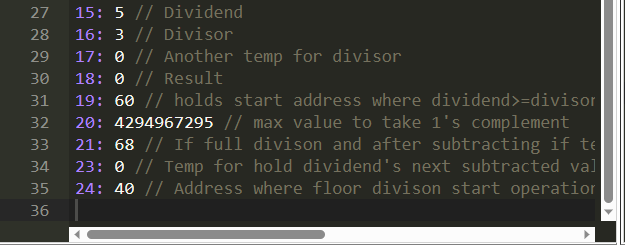 27 15: 5 // Dividend
28 16: 3 // Divisor
29 17: 0 // Another temp for divisor
30 18: 0 // Result
31 19: 60 // holds start address where dividend>=divisor
32 20: 4294967295 // max value to take 1's complement
33 21: 68 // If full divison and after subtracting if te
34 23: 0 // Temp for hold dividend's next subtracted val
35 24: 40 // Address where floor divison start operation
36